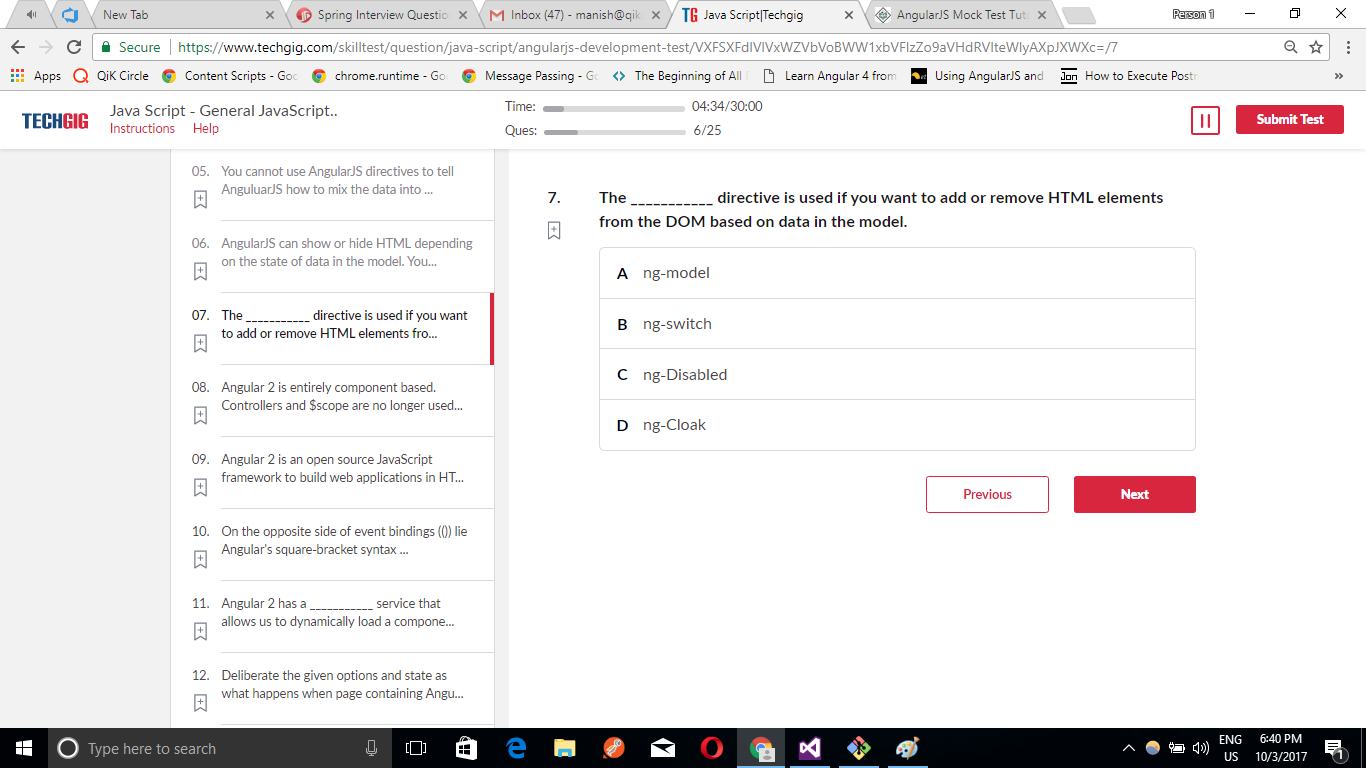 New Tab
Spring Interview Questio
Inbox (47) - manish@qik
Java Script|Techgig
AngularJS Mock Test Tut
Person 1
Secure
https://www.techgig.com/skilltest/question/java-script/angularjs-development-test/
Apps
QiK Circle
Content Scripts - Goo
chrome.runtime - Go
Message Passing - Go
The Beginning of All
Learn Angular 4 from
Using AngularJS and
Jon How to Execute Post
»
TECHGIG
Java Script - General JavaScript..
Instructions Help
Time: 04:34/30:00
Ques: 6/25
Submit Test
05. You cannot use AngularJS directives to tell
AnguluarJS how to mix the data into ...
06. AngularJS can show or hide HTML depending
on the state of data in the model. You...
07. The ___________ directive is used if you want
to add or remove HTML elements fro...
08. Angular 2 is entirely component based.
Controllers and $scope are no longer used...
09. Angular 2 is an open source JavaScript
framework to build web applications in HT...
10. On the opposite side of event bindings (()) lie
Angular's square-bracket syntax ...
11. Angular 2 has a ___________ service that
allows us to dynamically load a compone...
12. Deliberate the given options and state as
what happens when page containing Angu...
7. The ___________ directive is used if you want to add or remove HTML elements
from the DOM based on data in the model.
A ng-model
B ng-switch
C ng-Disabled
D ng-Cloak
Previous
Next
Type here to search
ENG
US
6:40 PM
10/3/2017
1